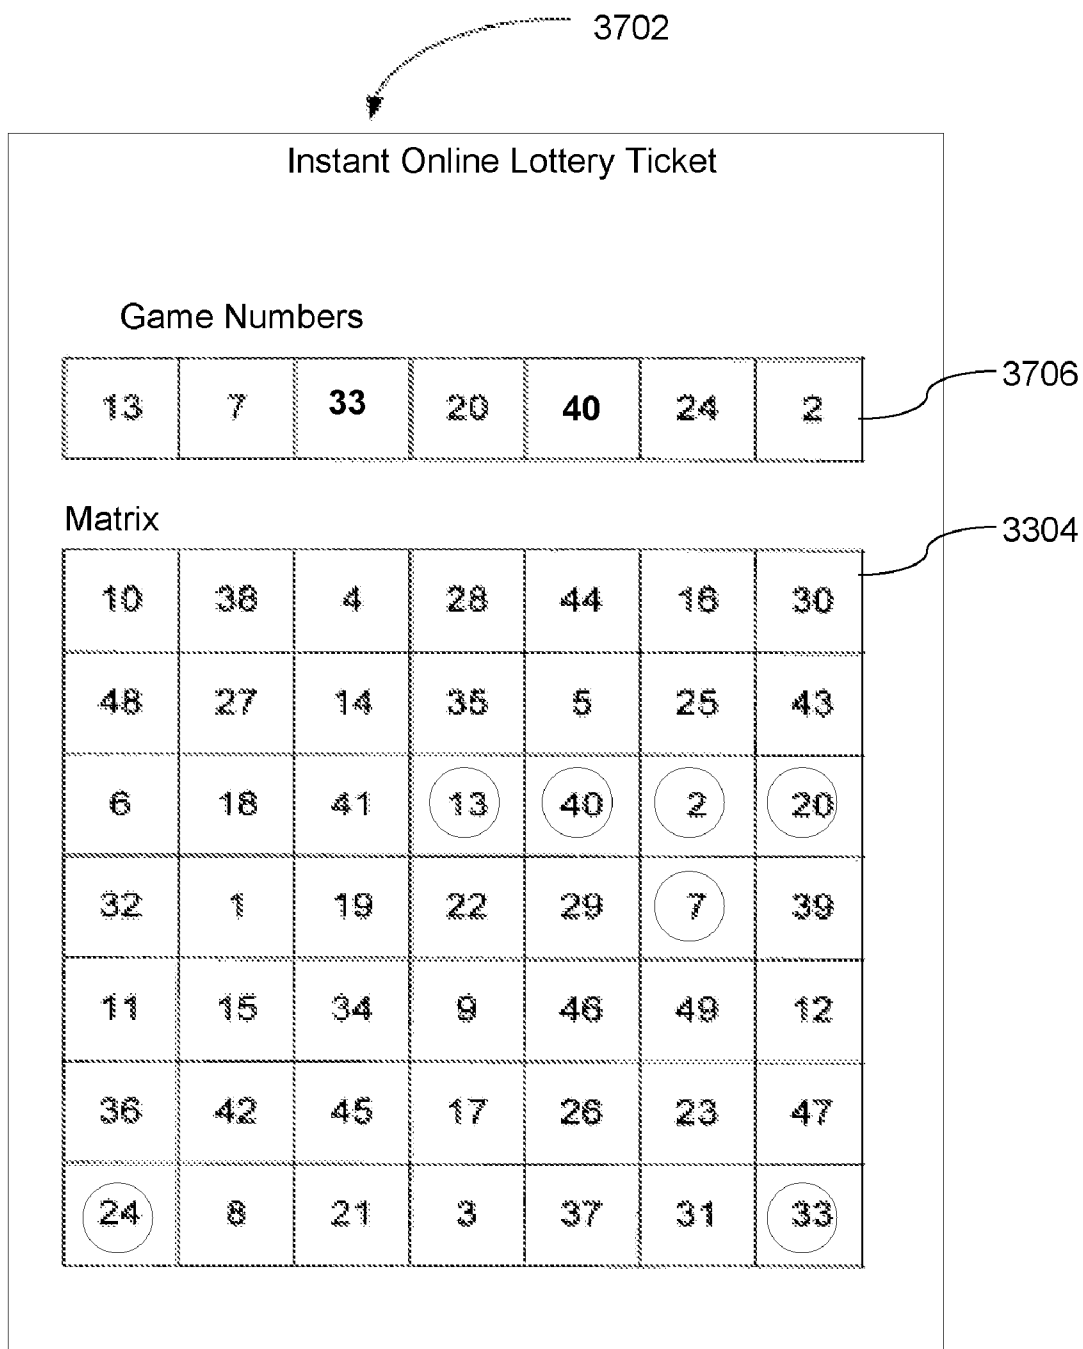 3702
Instant Online Lottery Ticket
Game Numbers
13 7 33 20 40 24 2
3706
Matrix
3304
10 38 4 28 44 16 30
48 27 14 35 5 25 43
6 18 41 13 40 2 20
32 1 19 22 29 7 39
11 15 34 9 46 49 12
36 42 45 17 26 23 47
24 8 21 3 37 31 33